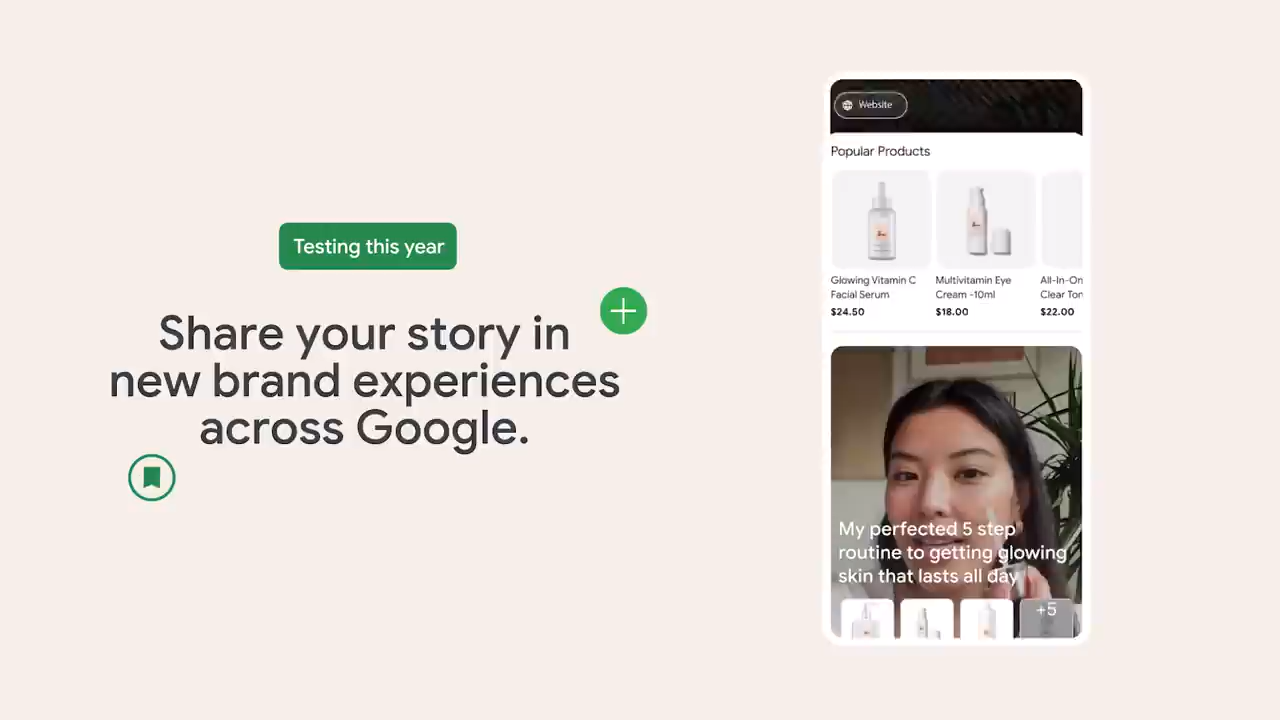 Testing this year
Share your story in
new brand experiences
across Google.
Website
Popular Products
Glowing Vitamin C
Facial Serum
$24.50
Multivitamin Eye
Cream -10ml
$18.00
All-In-On
Clear Ton
$22.00
My perfected 5 step
routine to getting glowing
skin that lasts all day
+5